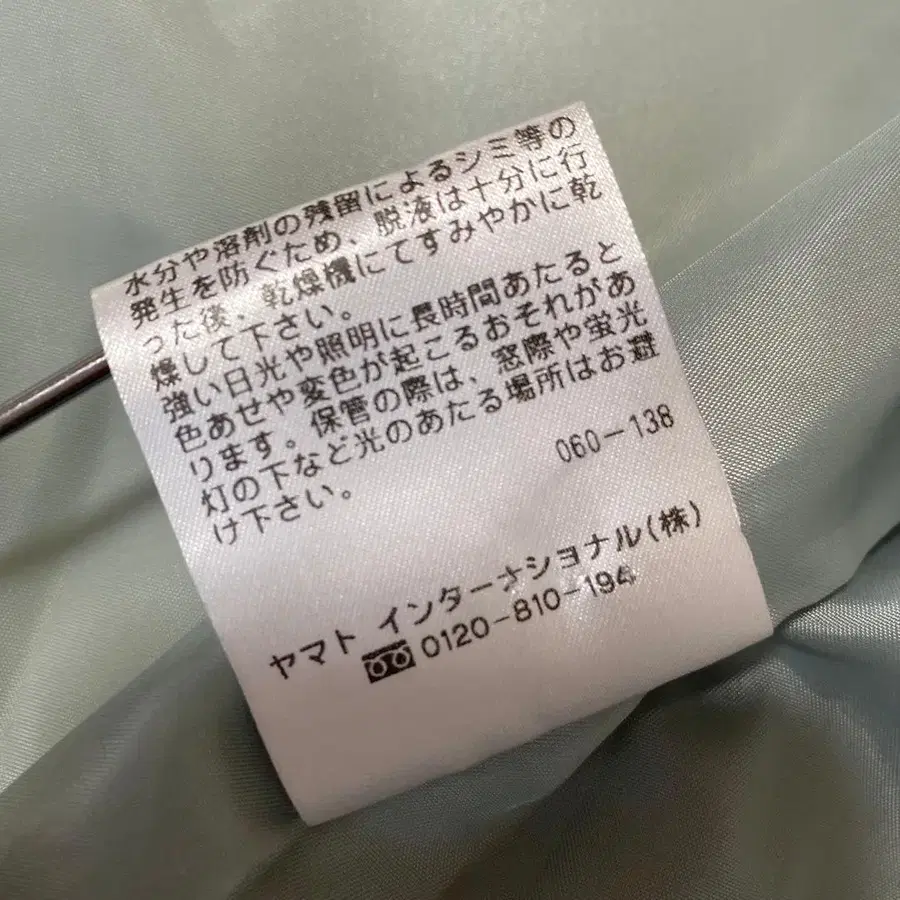 水分や溶剤の残留によるシミ等の
発生を防ぐため、脱液は十分に行
った後、乾燥機にてすみやかに乾
燥して下さい。
強い日光や照明に長時間あたると
色あせや変色が起こるおそれがあ
ります。保管の際は、窓際や蛍光
灯の下など光のあたる場所はお避
け下さい。
060-138
ヤマト インターナショナル(株)
0120-810-194